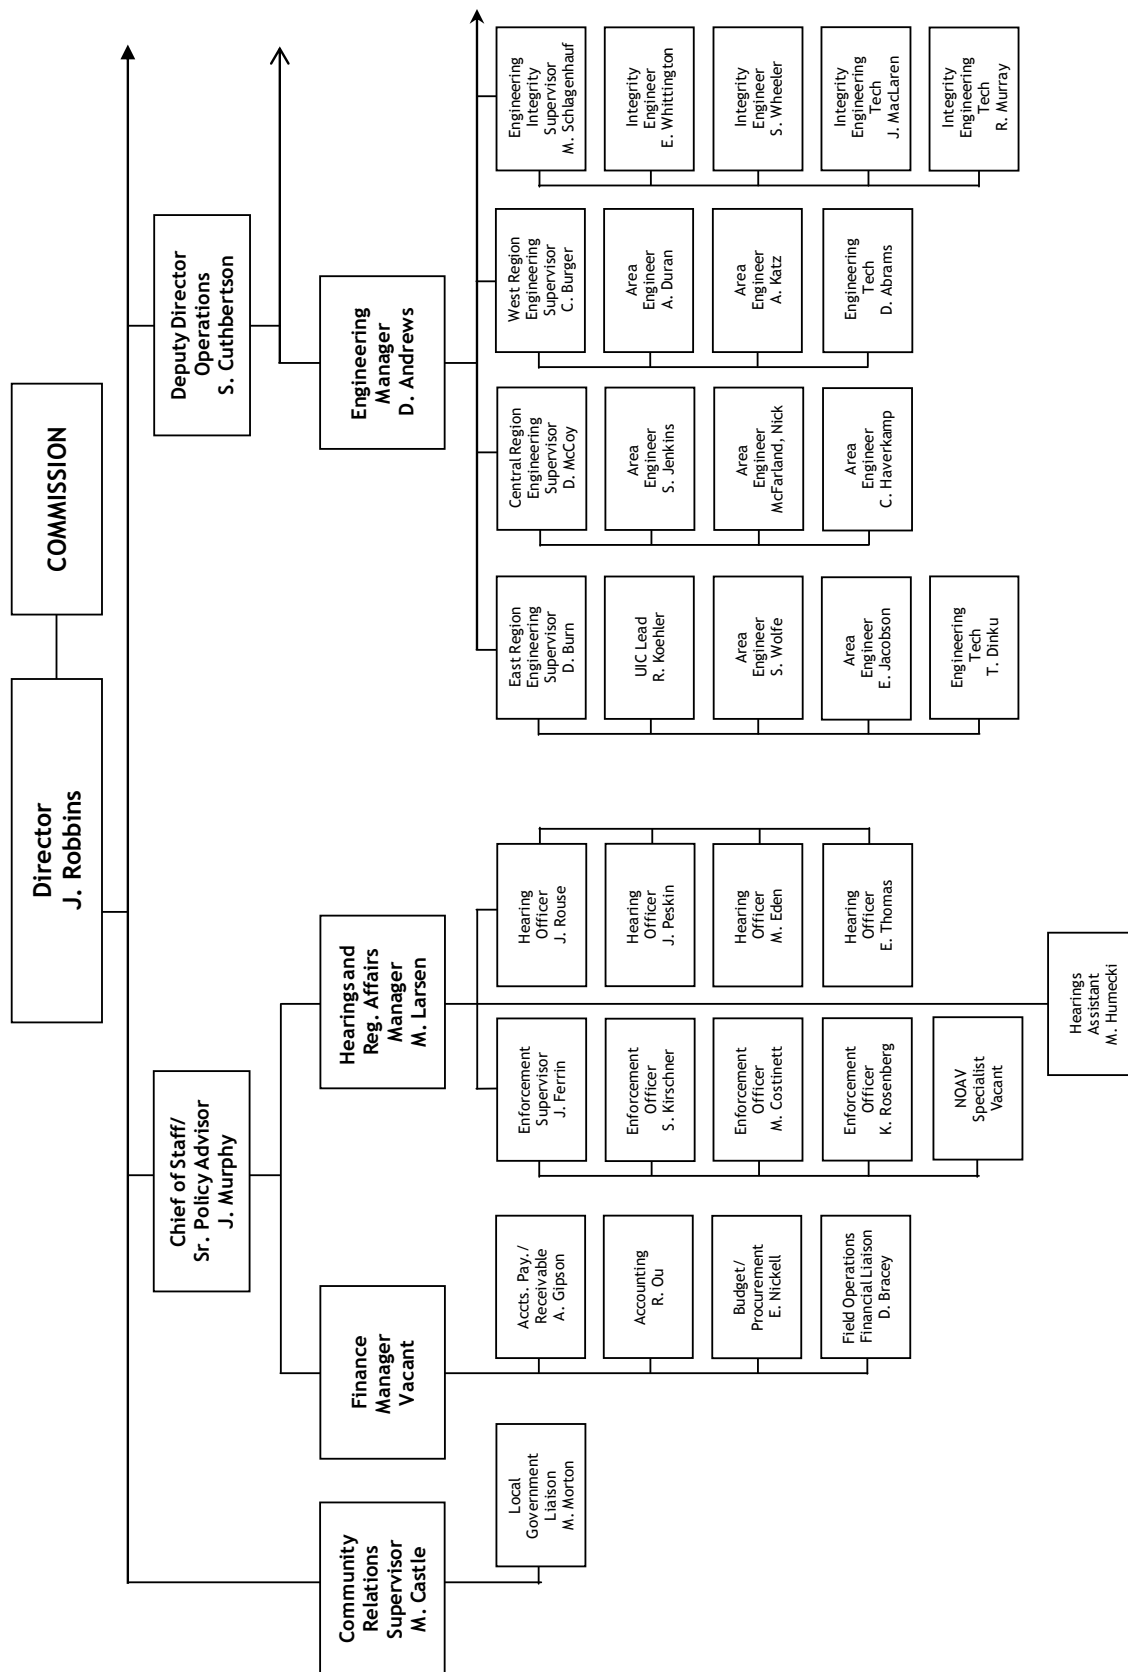 Director
J. Robbins
COMMISSION
Community
Relations
Supervisor
M. Castle
Local
Government
Liaison
M. Morton
Chief of Staff/
Sr. Policy Advisor
J. Murphy
Finance
Manager
Vacant
Accts. Pay./
Receivable
A. Gipson
Accounting
R. Ou
Budget/
Procurement
E. Nickell
Field Operations
Financial Liaison
D. Bracey
Hearings and
Reg. Affairs
Manager
M. Larsen
Enforcement
Supervisor
J. Ferrin
Enforcement
Officer
S. Kirschner
Enforcement
Officer
M. Costinett
Enforcement
Officer
K. Rosenberg
NOAV
Specialist
Vacant
Hearing
Officer
J. Rouse
Hearing
Officer
J. Peskin
Hearing
Officer
M. Eden
Hearing
Officer
E. Thomas
Hearings
Assistant
M. Humecki
Deputy Director
Operations
S. Cuthbertson
Engineering
Manager
D. Andrews
East Region
Engineering
Supervisor
D. Burn
UIC Lead
R. Koehler
Area
Engineer
S. Wolfe
Area
Engineer
E. Jacobson
Engineering
Tech
T. Dinku
Central Region
Engineering
Supervisor
D. McCoy
Area
Engineer
S. Jenkins
Area
Engineer
McFarland, Nick
Area
Engineer
C. Haverkamp
West Region
Engineering
Supervisor
C. Burger
Area
Engineer
A. Duran
Area
Engineer
A. Katz
Engineering
Tech
D. Abrams
Engineering
Integrity
Supervisor
M. Schlagenhauf
Integrity
Engineer
E. Whittington
Integrity
Engineer
S. Wheeler
Integrity
Engineering
Tech
J. MacLaren
Integrity
Engineering
Tech
R. Murray